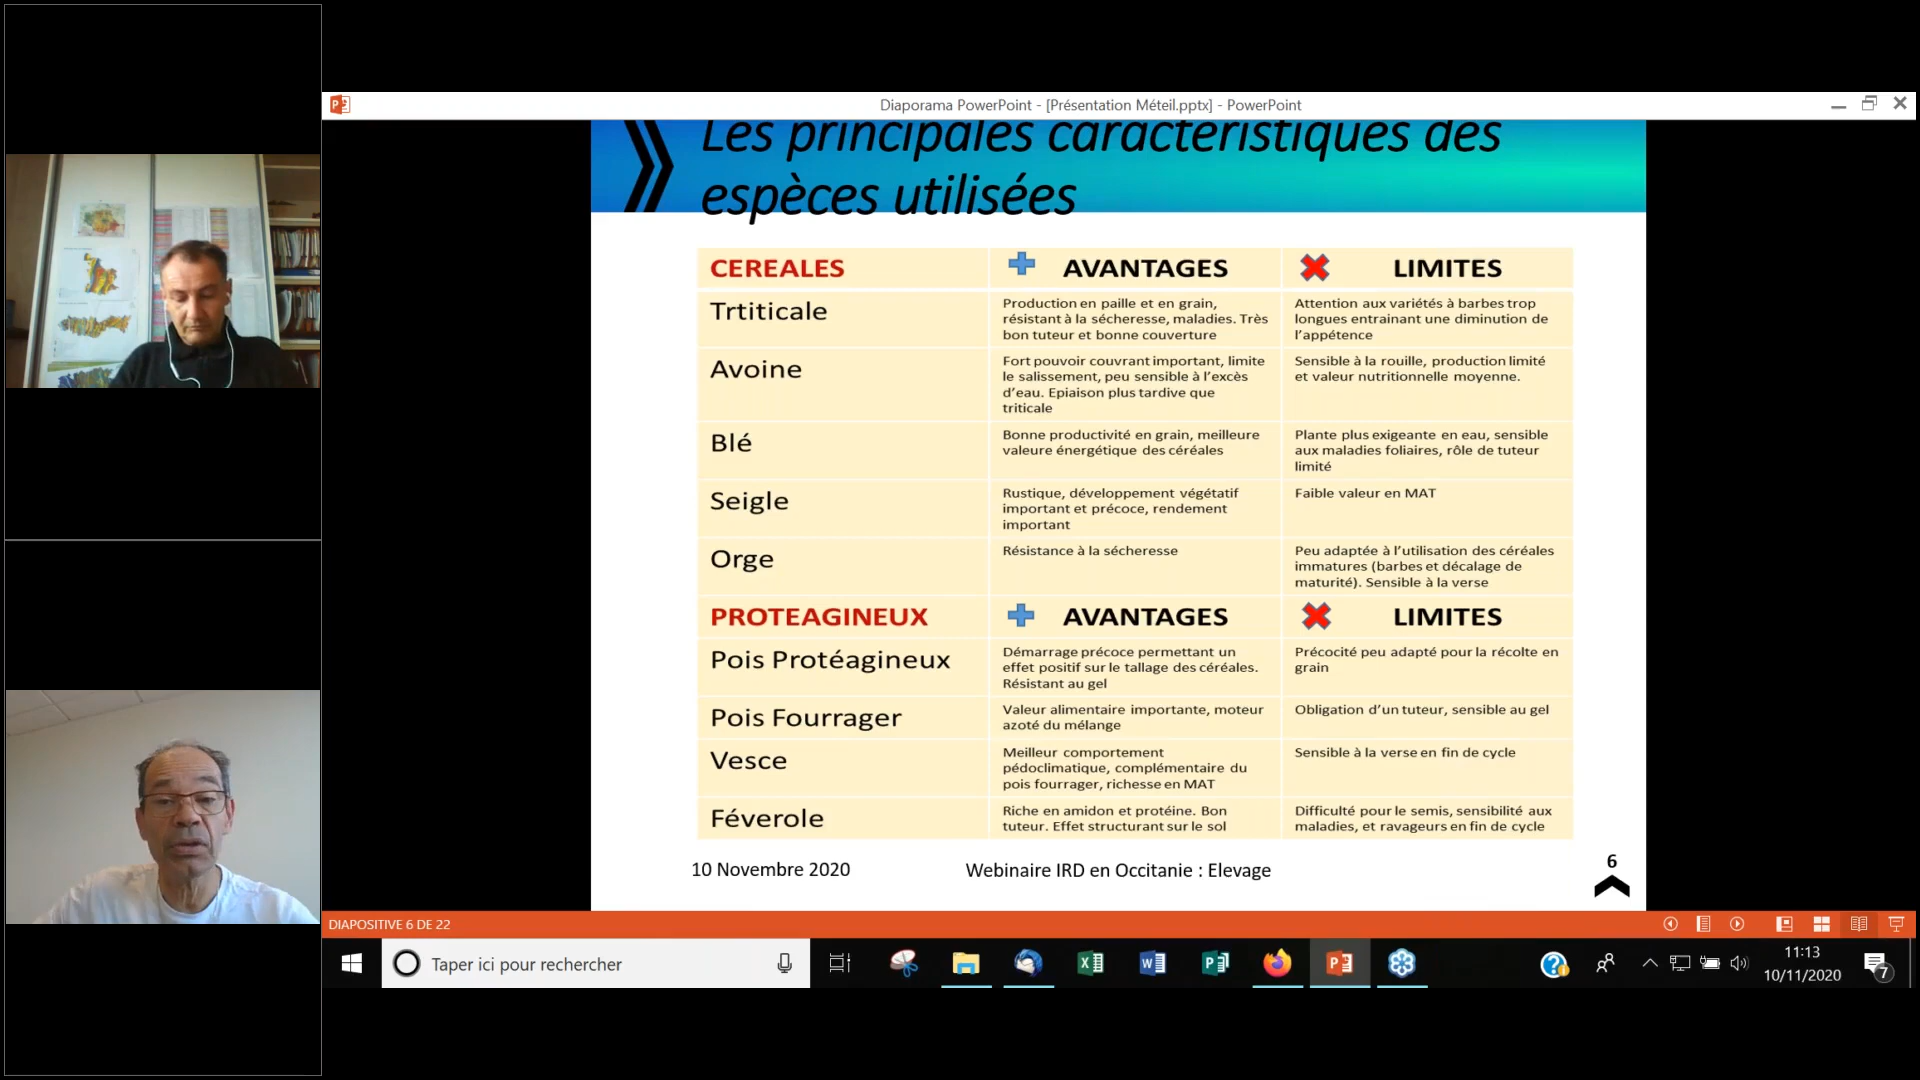 Diaporama PowerPoint - [Présentation Méteil.pptx] - PowerPoint
Les principales caractéristiques des
espèces utilisées
CEREALES
AVANTAGES
LIMITES
Trtiticale
Production en paille et en grain,
résistant à la sécheresse, maladies. Très
bon tuteur et bonne couverture
Attention aux variétés à barbes trop
longues entrainant une diminution de
l'appétence
Avoine
Fort pouvoir couvrant important, limite
le salissement, peu sensible à l'excès
d'eau. Epiaison plus tardive que
triticale
Sensible à la rouille, production limité
et valeur nutritionnelle moyenne.
Blé
Bonne productivité en grain, meilleure
valeure énergétique des céréales
Plante plus exigeante en eau, sensible
aux maladies foliaires, rôle de tuteur
limité
Seigle
Rustique, développement végétatif
important et précoce, rendement
important
Faible valeur en MAT
Orge
Résistance à la sécheresse
Peu adaptée à l'utilisation des céréales
immatures (barbes et décalage de
maturité). Sensible à la verse
PROTEAGINEUX
AVANTAGES
LIMITES
Pois Protéagineux
Démarrage précoce permettant un
effet positif sur le tallage des céréales.
Résistant au gel
Précocité peu adapté pour la récolte en
grain
Pois Fourrager
Valeur alimentaire importante, moteur
azoté du mélange
Obligation d'un tuteur, sensible au gel
Vesce
Meilleur comportement
pédoclimatique, complémentaire du
pois fourrager, richesse en MAT
Sensible à la verse en fin de cycle
Féverole
Riche en amidon et protéine. Bon
tuteur. Effet structurant sur le sol
Difficulté pour le semis, sensibilité aux
maladies, et ravageurs en fin de cycle
10 Novembre 2020
Webinaire IRD en Occitanie : Elevage
6
DIAPOSITIVE 6 DE 22
Taper ici pour rechercher
11:13
10/11/2020
7